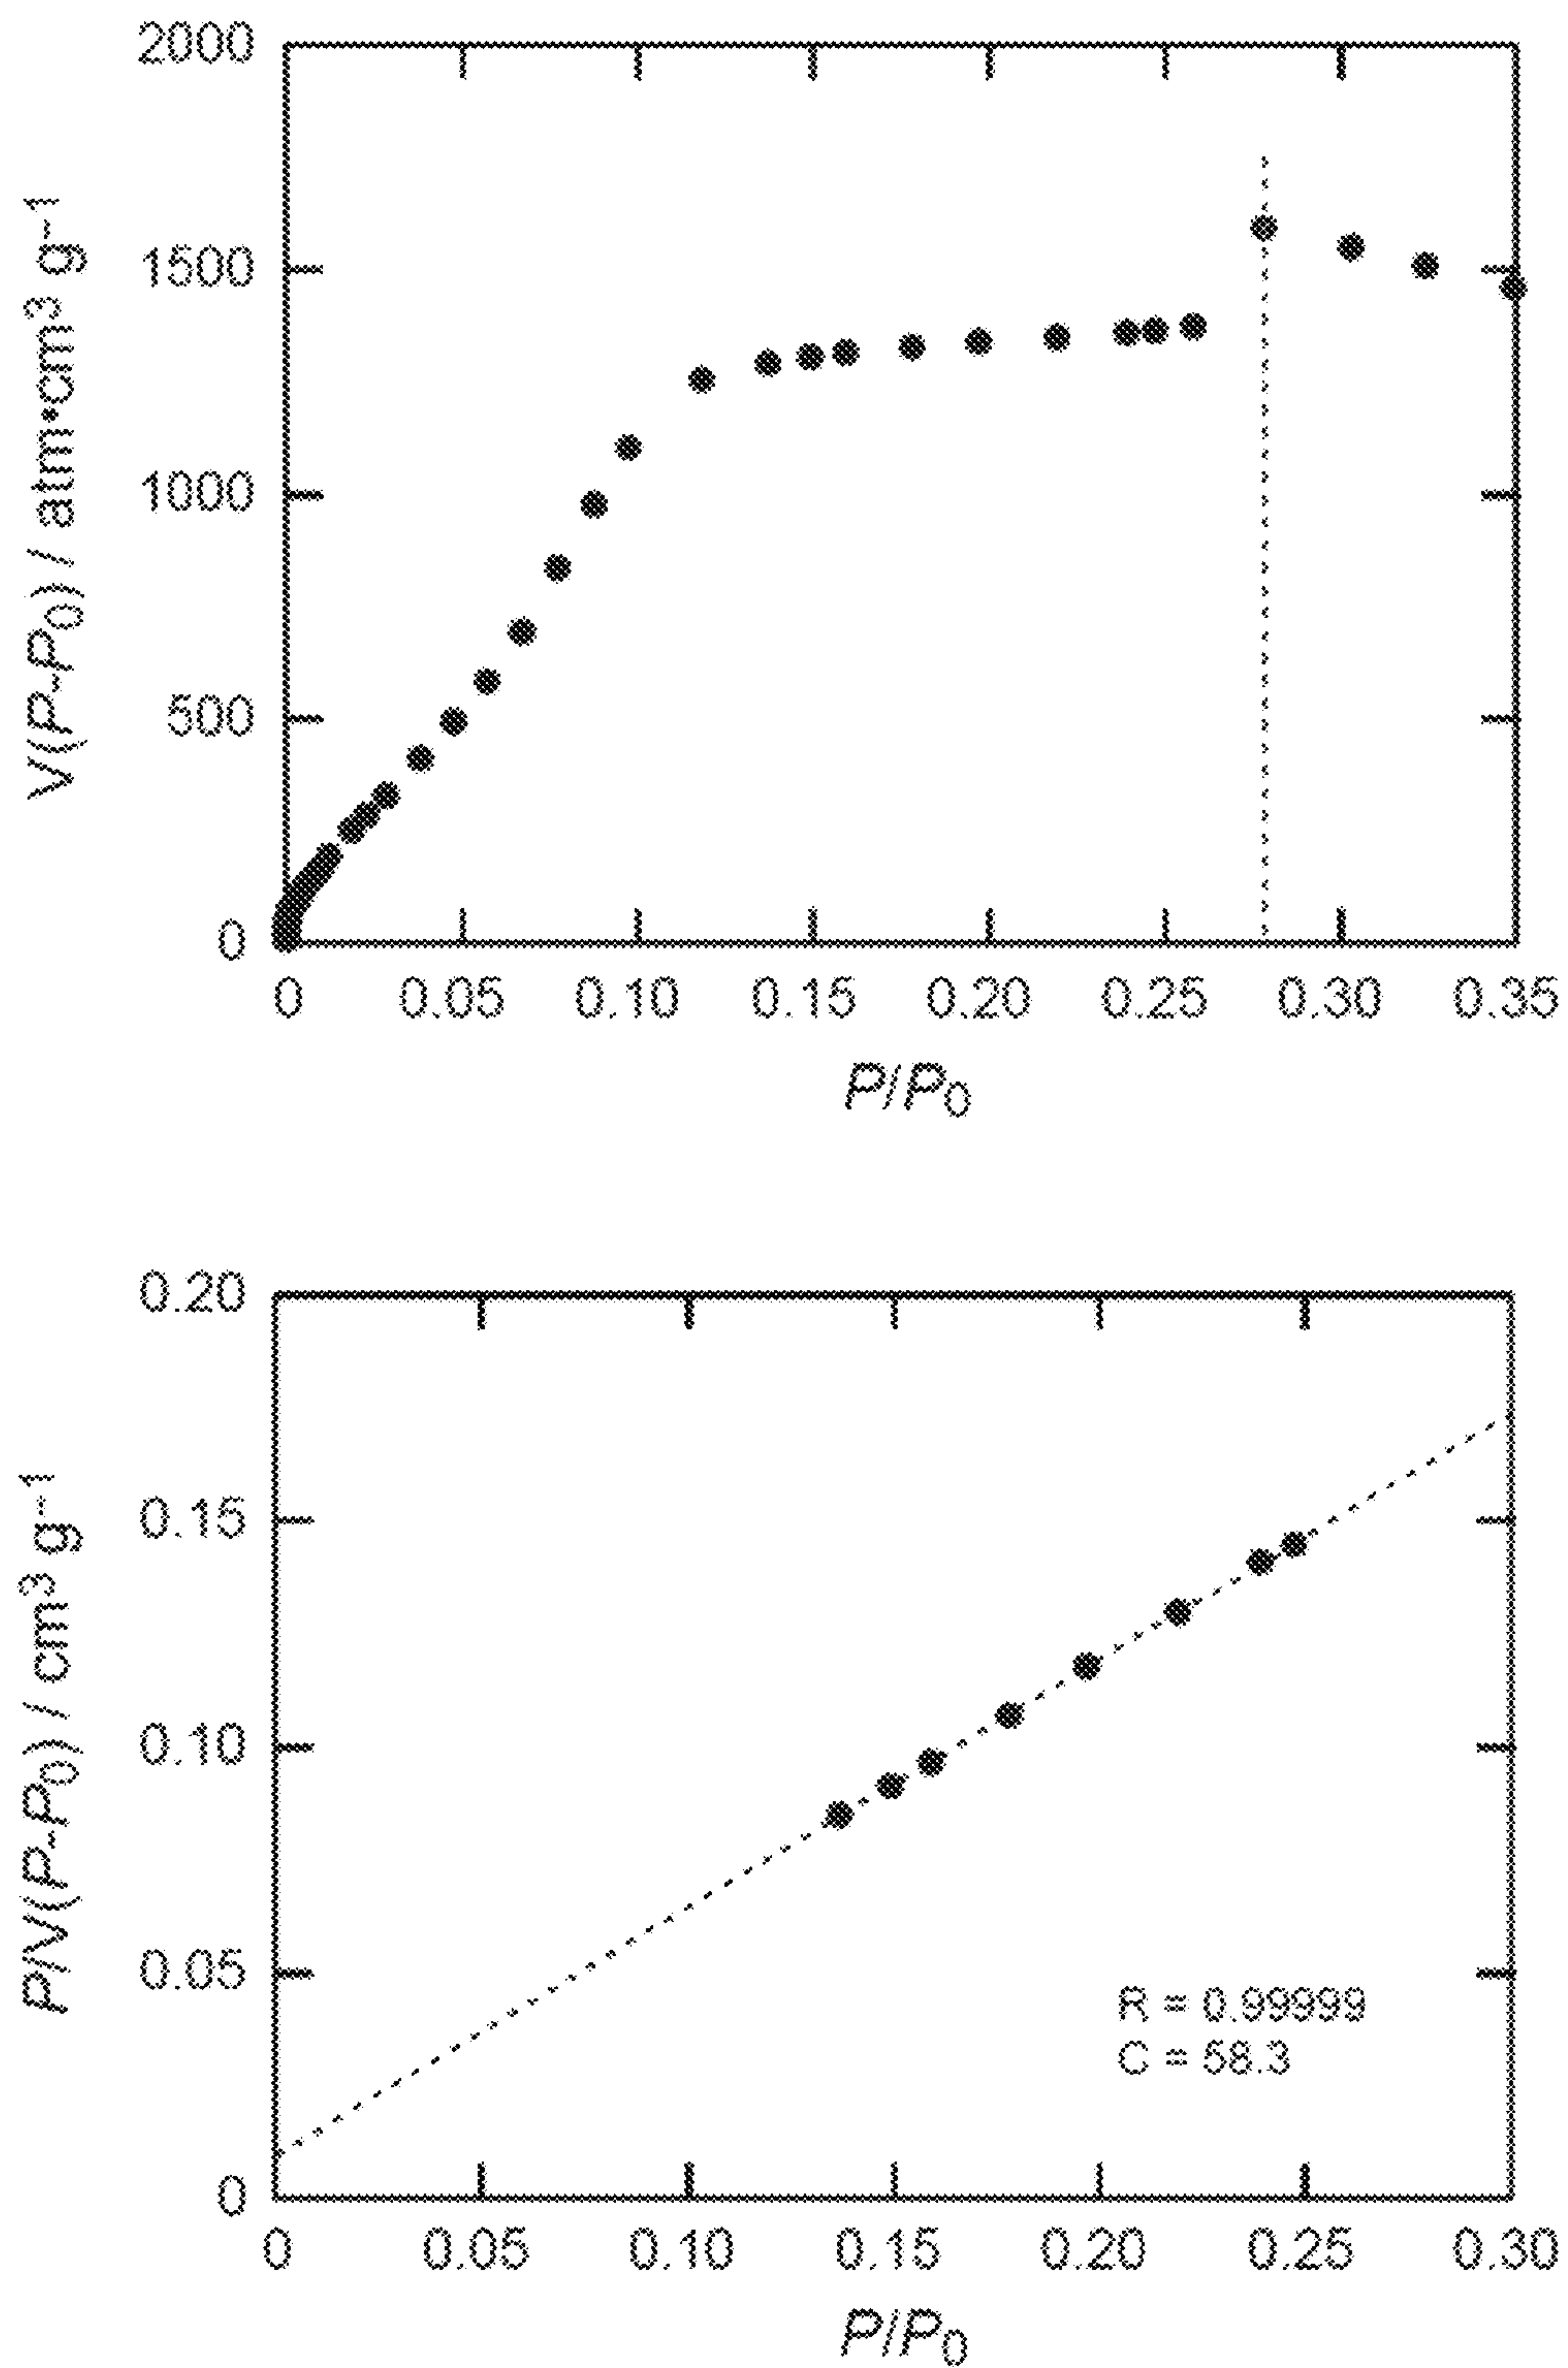 2000
1500
1000
500
0
V(P-P₀) / atm•cm³ g⁻¹
0 0.05 0.10 0.15 0.20 0.25 0.30 0.35
P/P₀
0.20
0.15
0.10
0.05
0
P/V(P-P₀) / cm³ g⁻¹
R = 0.99999
C = 58.3
0 0.05 0.10 0.15 0.20 0.25 0.30
P/P₀